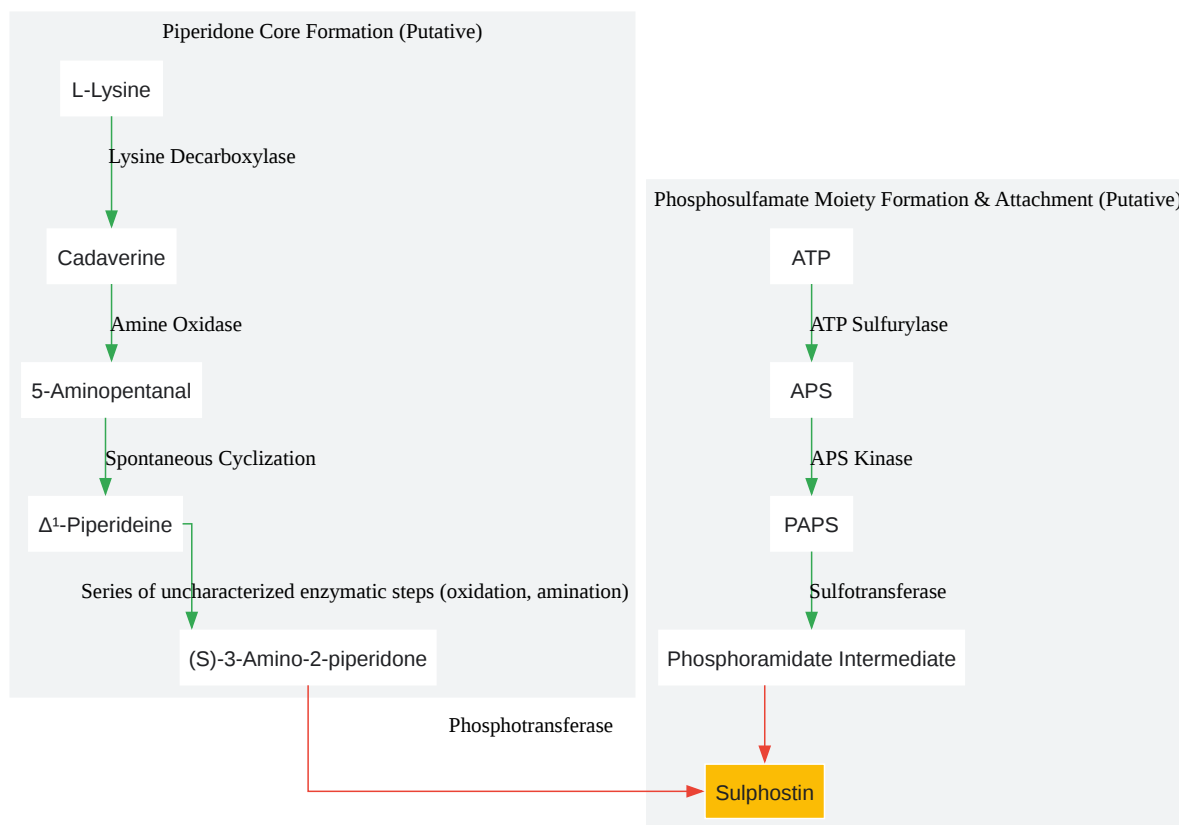 Piperidone Core Formation (Putative)
L-Lysine
Lysine Decarboxylase
Cadaverine
Amine Oxidase
5-Aminopentanal
Spontaneous Cyclization
Δ¹-Piperideine
Series of uncharacterized enzymatic steps (oxidation, amination)
(S)-3-Amino-2-piperidone
Phosphotransferase
Phosphosulfamate Moiety Formation & Attachment (Putative)
ATP
ATP Sulfurylase
APS
APS Kinase
PAPS
Sulfotransferase
Phosphoramidate Intermediate
Sulphostin